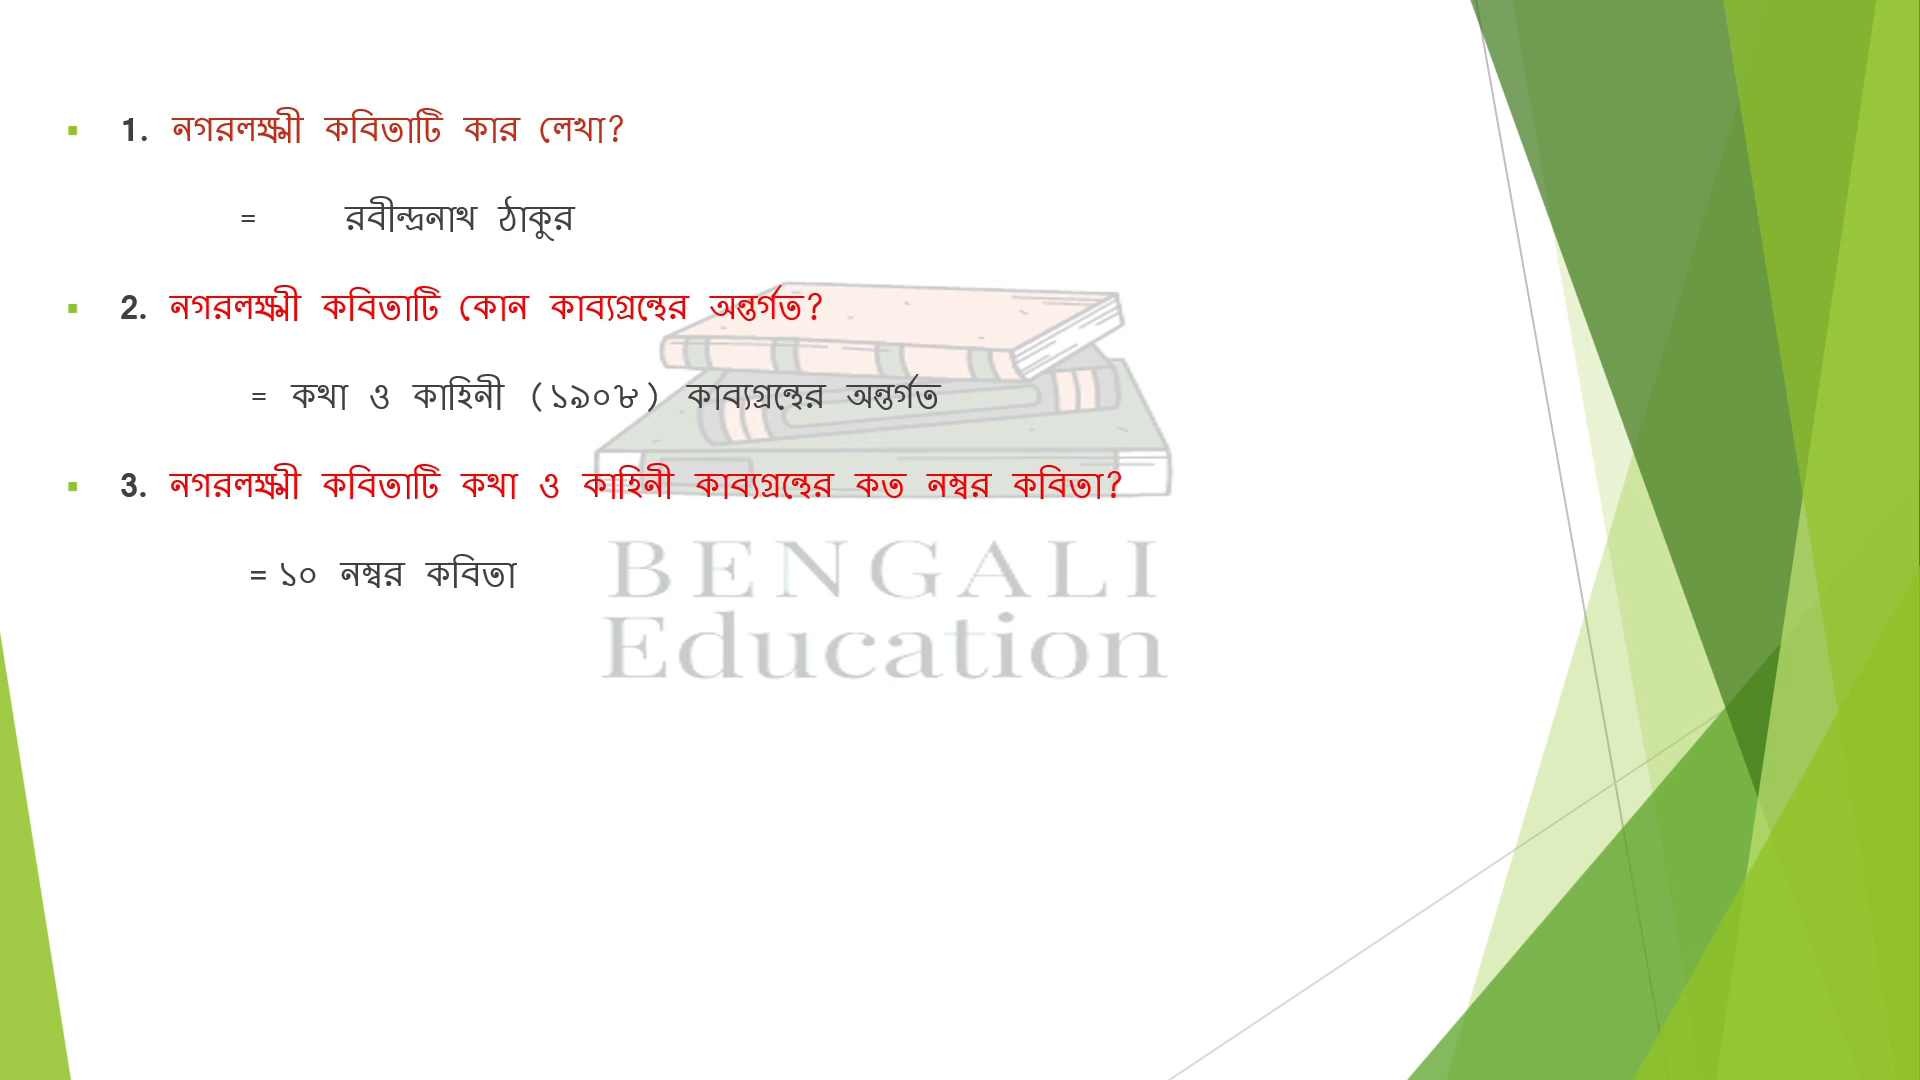 1. নগরলক্ষ্মী কবিতাটি কার লেখা?
= রবীন্দ্রনাথ ঠাকুর
2. নগরলক্ষ্মী কবিতাটি কোন কাব্যগ্রন্থের অন্তর্গত?
= কথা ও কাহিনী (১৯০৮) কাব্যগ্রন্থের অন্তর্গত
3. নগরলক্ষ্মী কবিতাটি কথা ও কাহিনী কাব্যগ্রন্থের কত নম্বর কবিতা?
= ১০ নম্বর কবিতা
BENGALI
Education